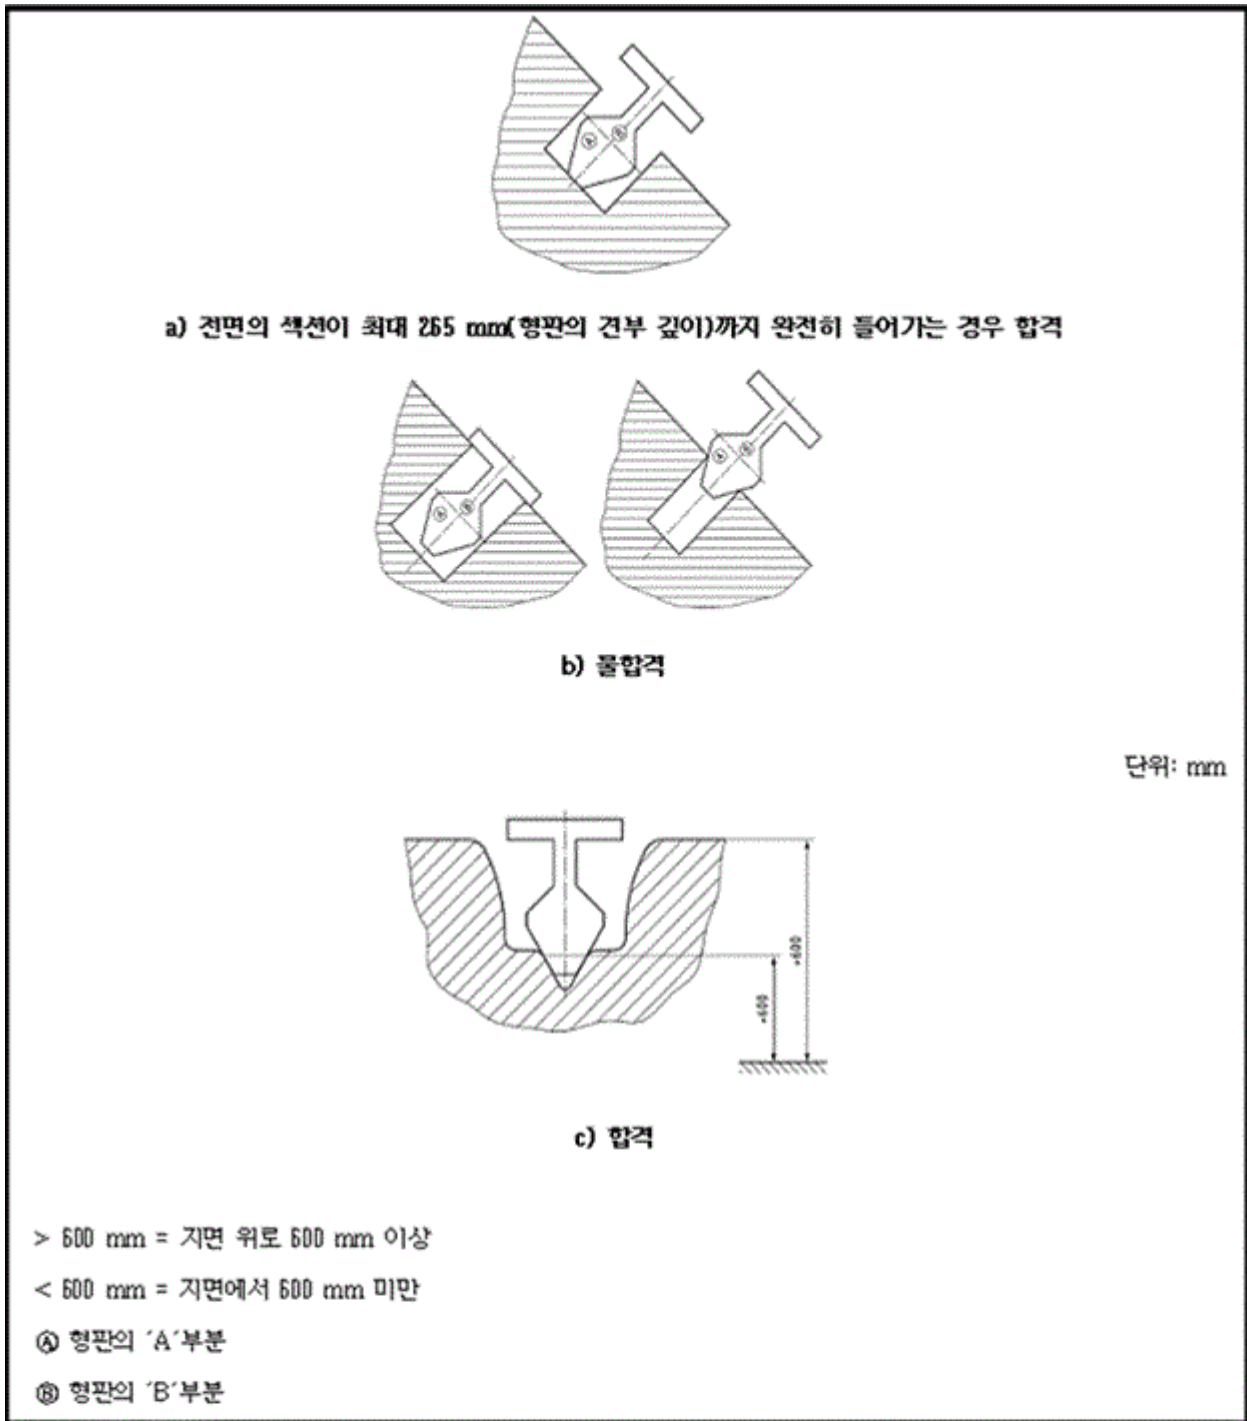 Ⓐ Ⓑ
a) 전면의 섹션이 최대 265 mm(형판의 견부 깊이)까지 완전히 들어가는 경우 합격
Ⓐ Ⓑ Ⓐ Ⓑ
b) 불합격
단위: mm
c) 합격
> 600 mm = 지면 위로 600 mm 이상
< 600 mm = 지면에서 600 mm 미만
Ⓐ 형판의 ´A´부분
Ⓑ 형판의 ´B´부분